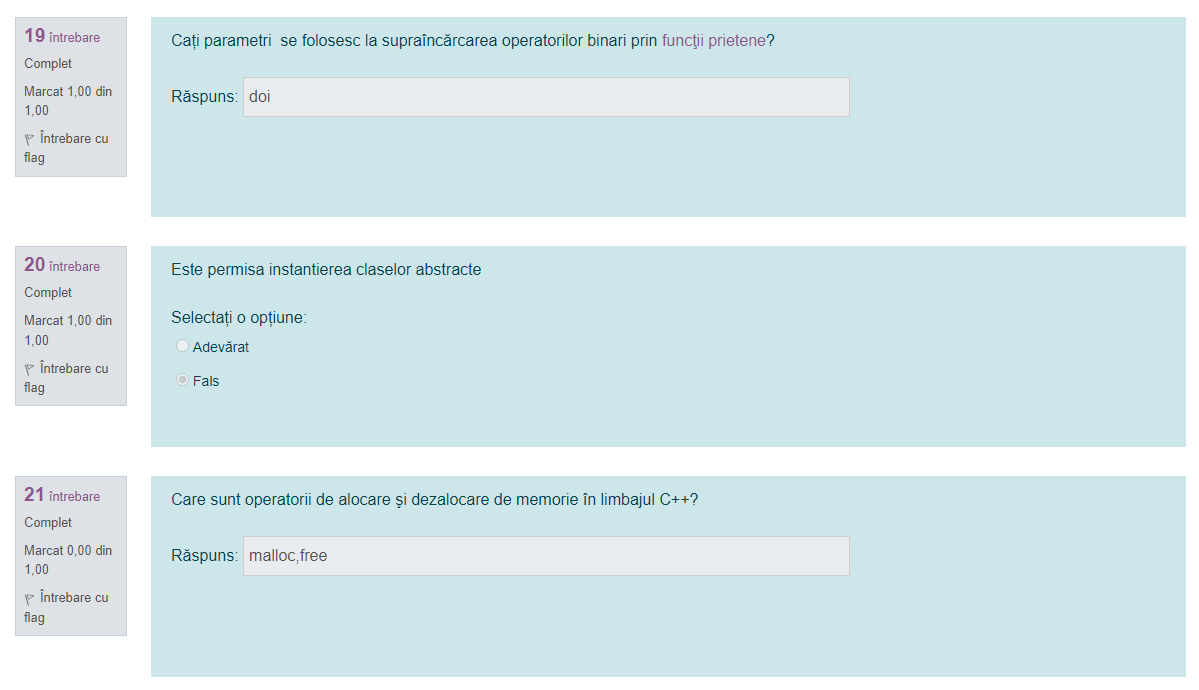 19 întrebare
Complet
Marcat 1,00 din
1,00
Întrebare cu
flag
Cați parametri se folosesc la supraîncărcarea operatorilor binari prin funcţii prietene?
Răspuns: doi
20 întrebare
Complet
Marcat 1,00 din
1,00
Întrebare cu
flag
Este permisa instantierea claselor abstracte
Selectați o opțiune:
Adevărat
Fals
21 întrebare
Complet
Marcat 0,00 din
1,00
Întrebare cu
flag
Care sunt operatorii de alocare şi dezalocare de memorie în limbajul C++?
Răspuns: malloc,free